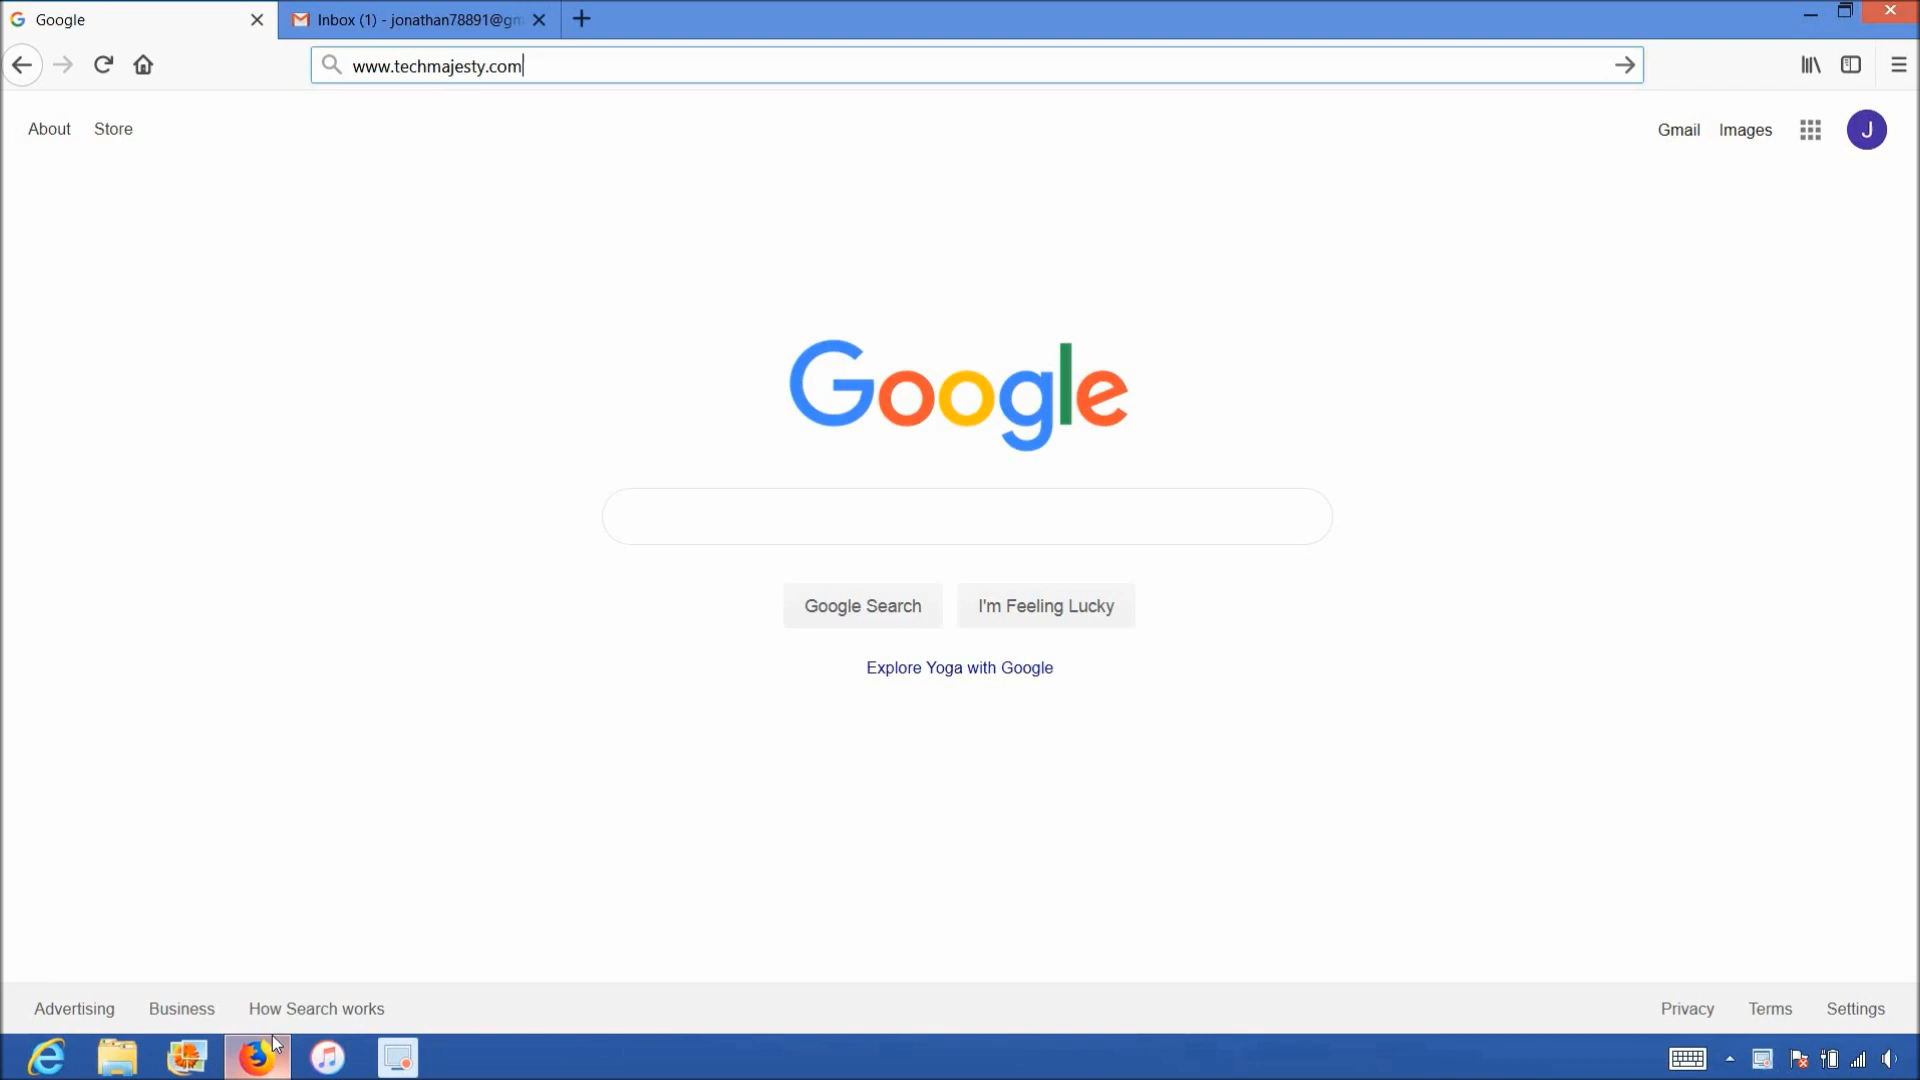 Google
Inbox (1) - jonathan78891@gm
www.techmajesty.com
About Store
Gmail Images
J
Google
Google Search I'm Feeling Lucky
Explore Yoga with Google
Advertising Business How Search works
Privacy Terms Settings